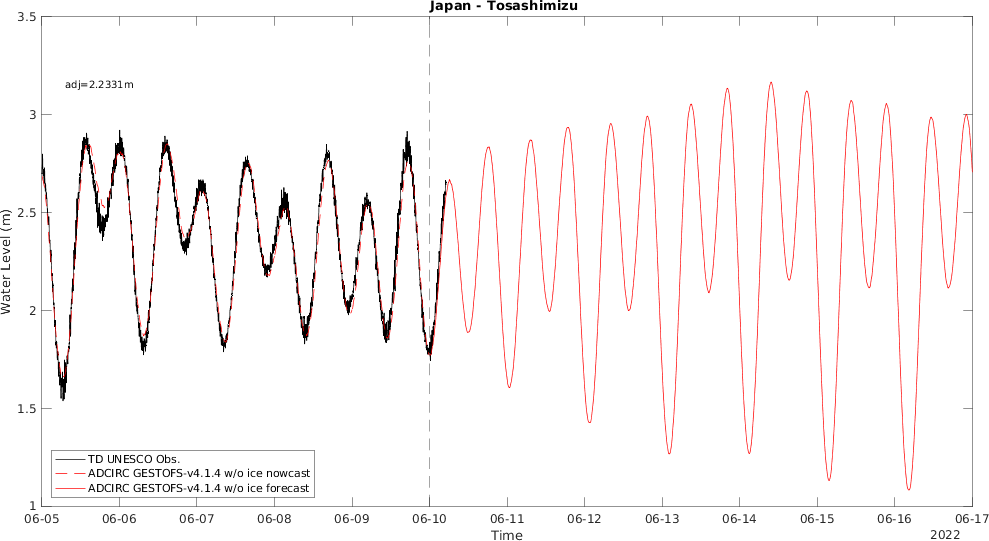 Japan - Tosashimizu
3.5
3
2.5
2
1.5
1
Water Level (m)
adj=2.2331m
TD UNESCO Obs.
ADCIRC GESTOFS-v4.1.4 w/o ice nowcast
ADCIRC GESTOFS-v4.1.4 w/o ice forecast
06-05 06-06 06-07 06-08 06-09 06-10 06-11 06-12 06-13 06-14 06-15 06-16 06-17
Time
2022